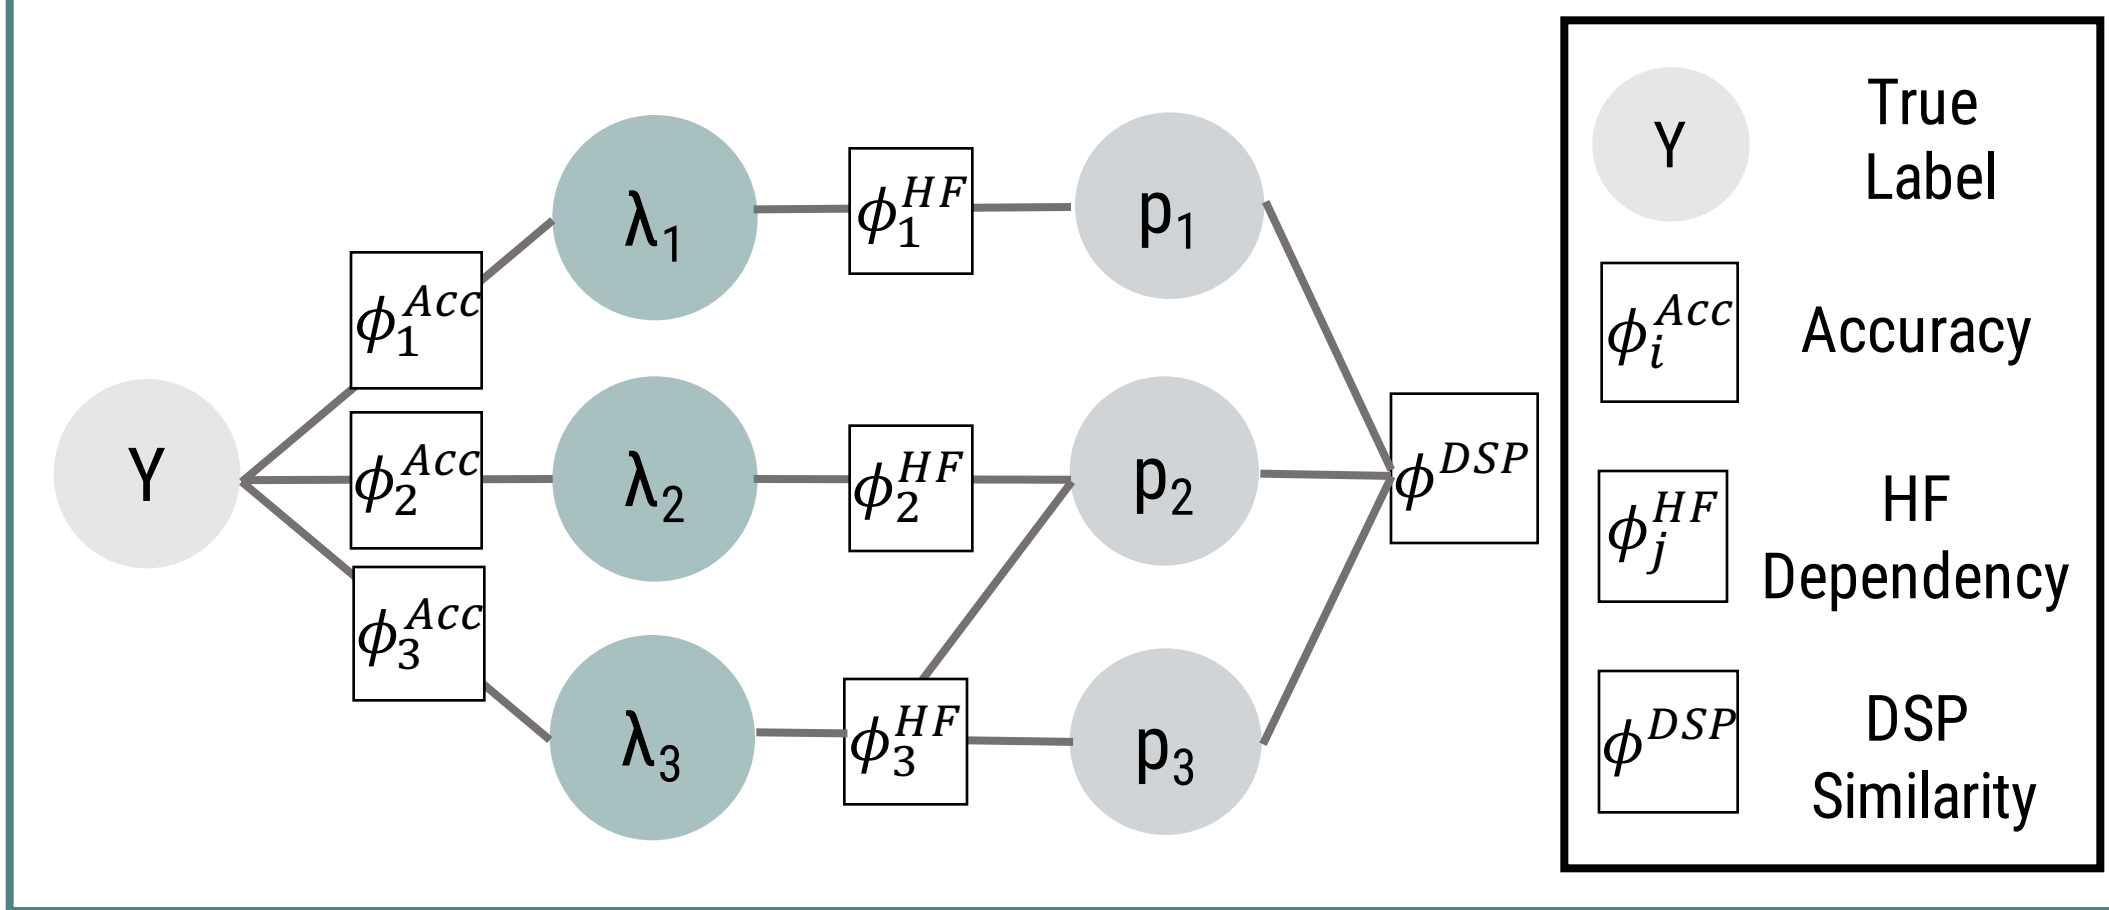 Y
ϕ₁ᴬᶜᶜ
ϕ₂ᴬᶜᶜ
ϕ₃ᴬᶜᶜ
λ₁
λ₂
λ₃
ϕ₁ᴴF
ϕ₂ᴴF
ϕ₃ᴴF
p₁
p₂
p₃
ϕᴰSP
Y
True
Label
ϕᵢᴬᶜᶜ
Accuracy
ϕⱼᴴF
HF
Dependency
ϕᴰSP
DSP
Similarity